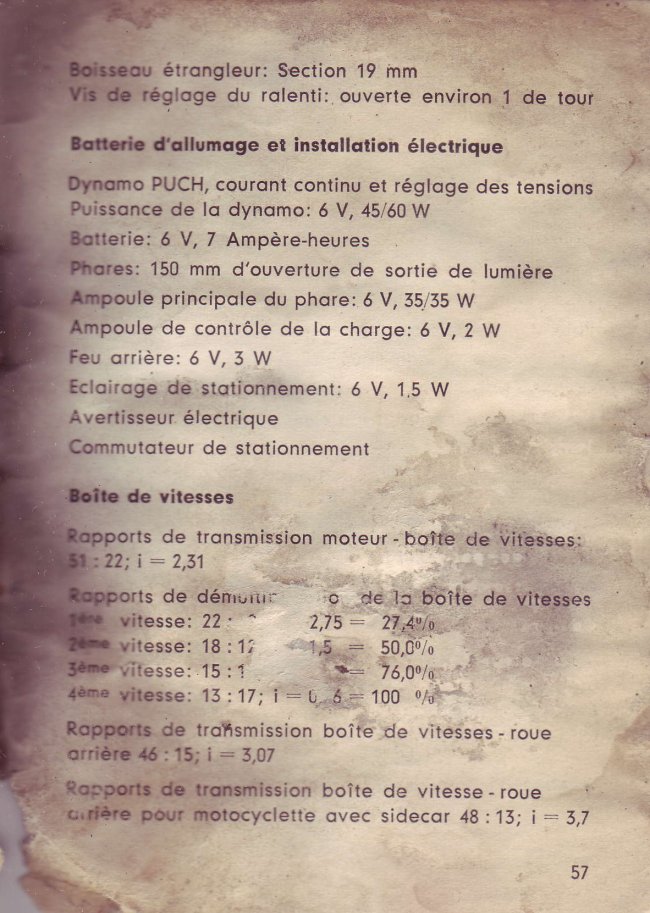 Boisseau étrangleur: Section 19 mm
Vis de réglage du ralenti: ouverte environ 1 de tour
Batterie d'allumage et installation électrique
Dynamo PUCH, courant continu et réglage des tensions
Puissance de la dynamo: 6 V, 45/60 W
Batterie: 6 V, 7 Ampère-heures
Phares: 150 mm d'ouverture de sortie de lumière
Ampoule principale du phare: 6 V, 35/35 W
Ampoule de contrôle de la charge: 6 V, 2 W
Feu arrière: 6 V, 3 W
Eclairage de stationnement: 6 V, 1,5 W
Avertisseur électrique
Commutateur de stationnement
Boîte de vitesses
Rapports de transmission moteur - boîte de vitesses:
51 : 22; i = 2,31
Rapports de de la boîte de vitesses
1ère vitesse: 22 : 2,75 = 27,4%
2ème vitesse: 18 : 1,5 = 50,0%
3ème vitesse: 15 : = 76,0%
4ème vitesse: 13 : 17; i = = 100 %
Rapports de transmission boîte de vitesses - roue
arrière 46 : 15; i = 3,07
Rapports de transmission boîte de vitesse - roue
arrière pour motocyclette avec sidecar 48 : 13; i = 3,7
57